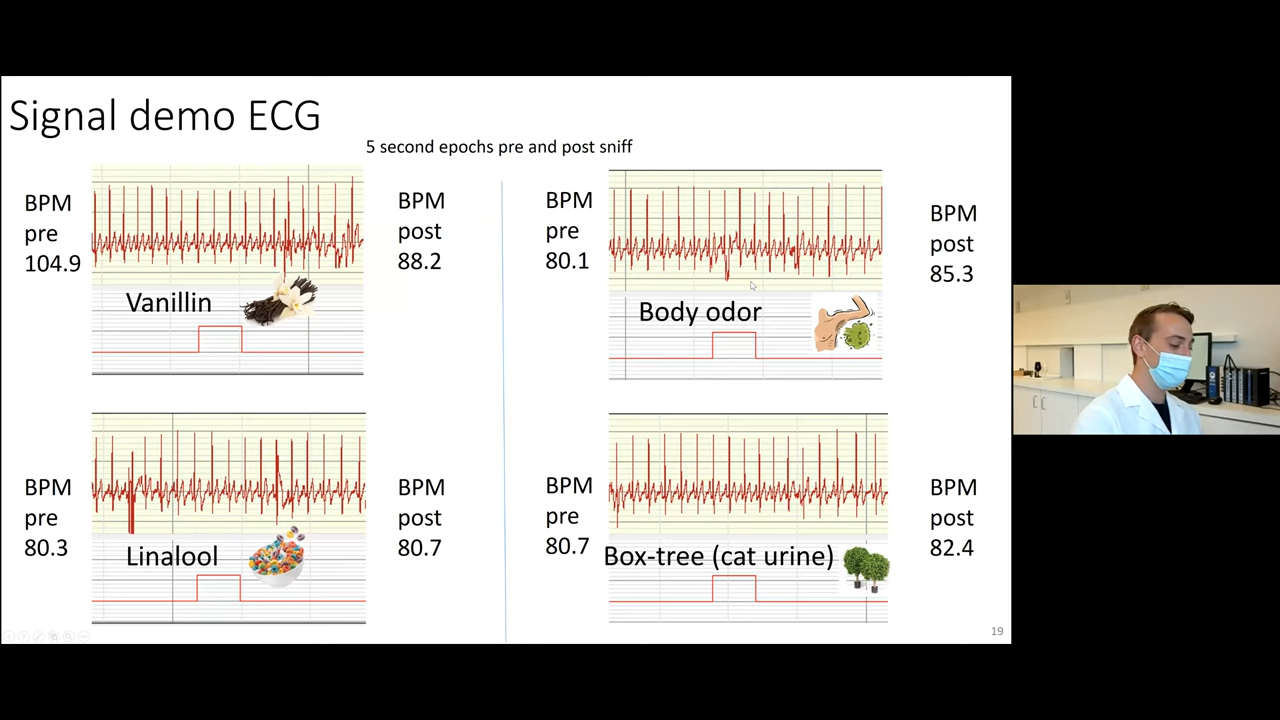 Signal demo ECG
5 second epochs pre and post sniff
BPM
pre
104.9
BPM
post
88.2
Vanillin
BPM
pre
80.1
BPM
post
85.3
Body odor
BPM
pre
80.3
BPM
post
80.7
Linalool
BPM
pre
80.7
BPM
post
82.4
Box-tree (cat urine)
19